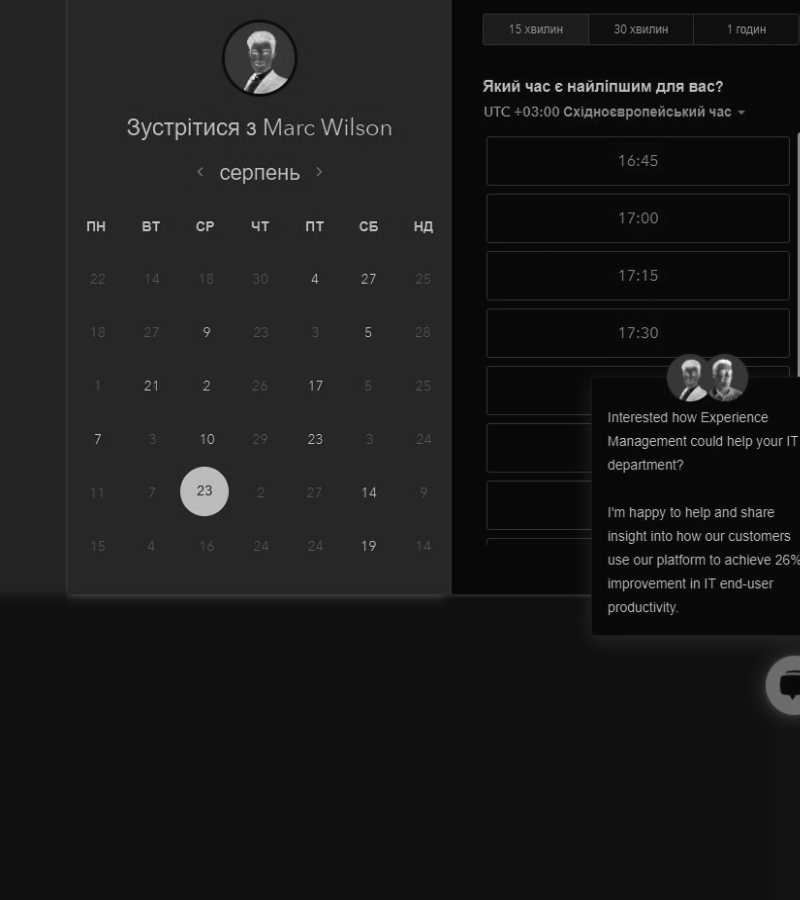 Зустрітися з Marc Wilson
серпень
ПН ВТ СР ЧТ ПТ СБ НД
22 14 18 30 4 27 25
18 27 9 23 3 5 28
1 21 2 26 17 5 25
7 3 10 29 23 3 24
11 7 23 2 27 14 9
15 4 16 24 24 19 14
15 хвилин 30 хвилин 1 годин
Який час є найліпшим для вас?
UTC +03:00 Східноєвропейський час
16:45
17:00
17:15
17:30
Interested how Experience
Management could help your IT
department?
I'm happy to help and share
insight into how our customers
use our platform to achieve 26%
improvement in IT end-user
productivity.